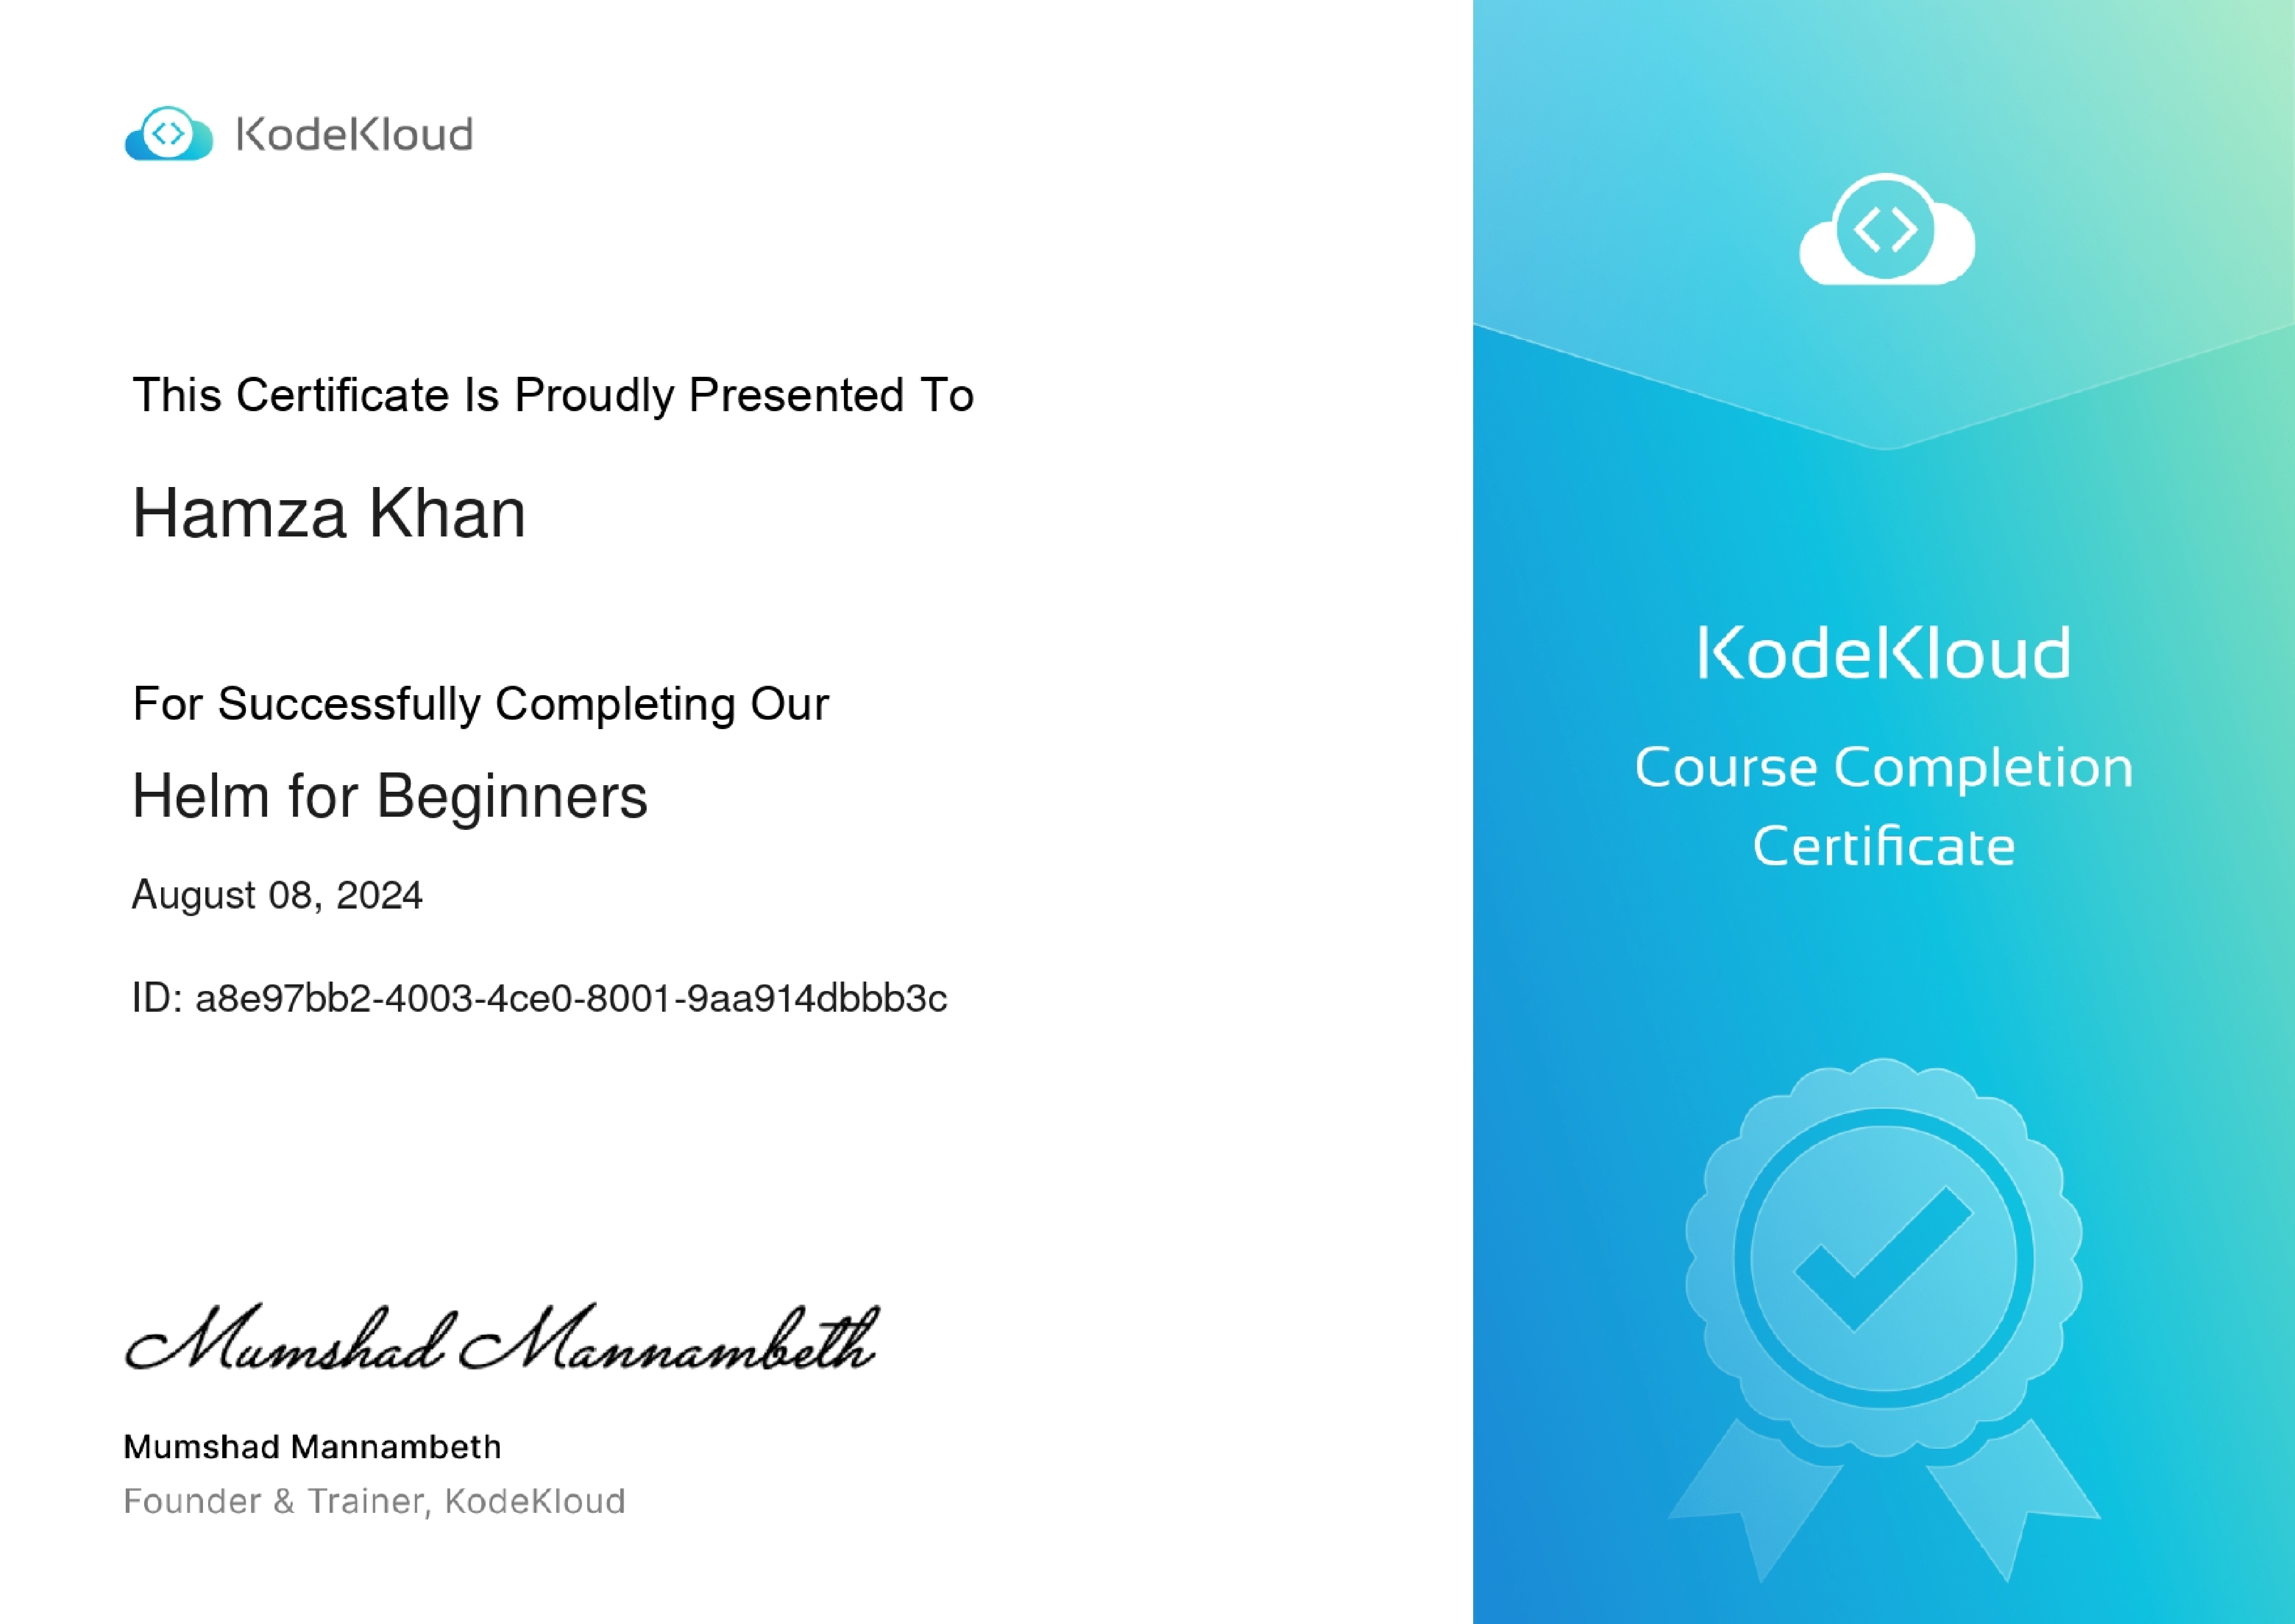 KodeKloud
This Certificate Is Proudly Presented To
Hamza Khan
For Successfully Completing Our
Helm for Beginners
August 08, 2024
ID: a8e97bb2-4003-4ce0-8001-9aa914dbbb3c
Mumshad Mannambeth
Mumshad Mannambeth
Founder & Trainer, KodeKloud
KodeKloud
Course Completion
Certificate